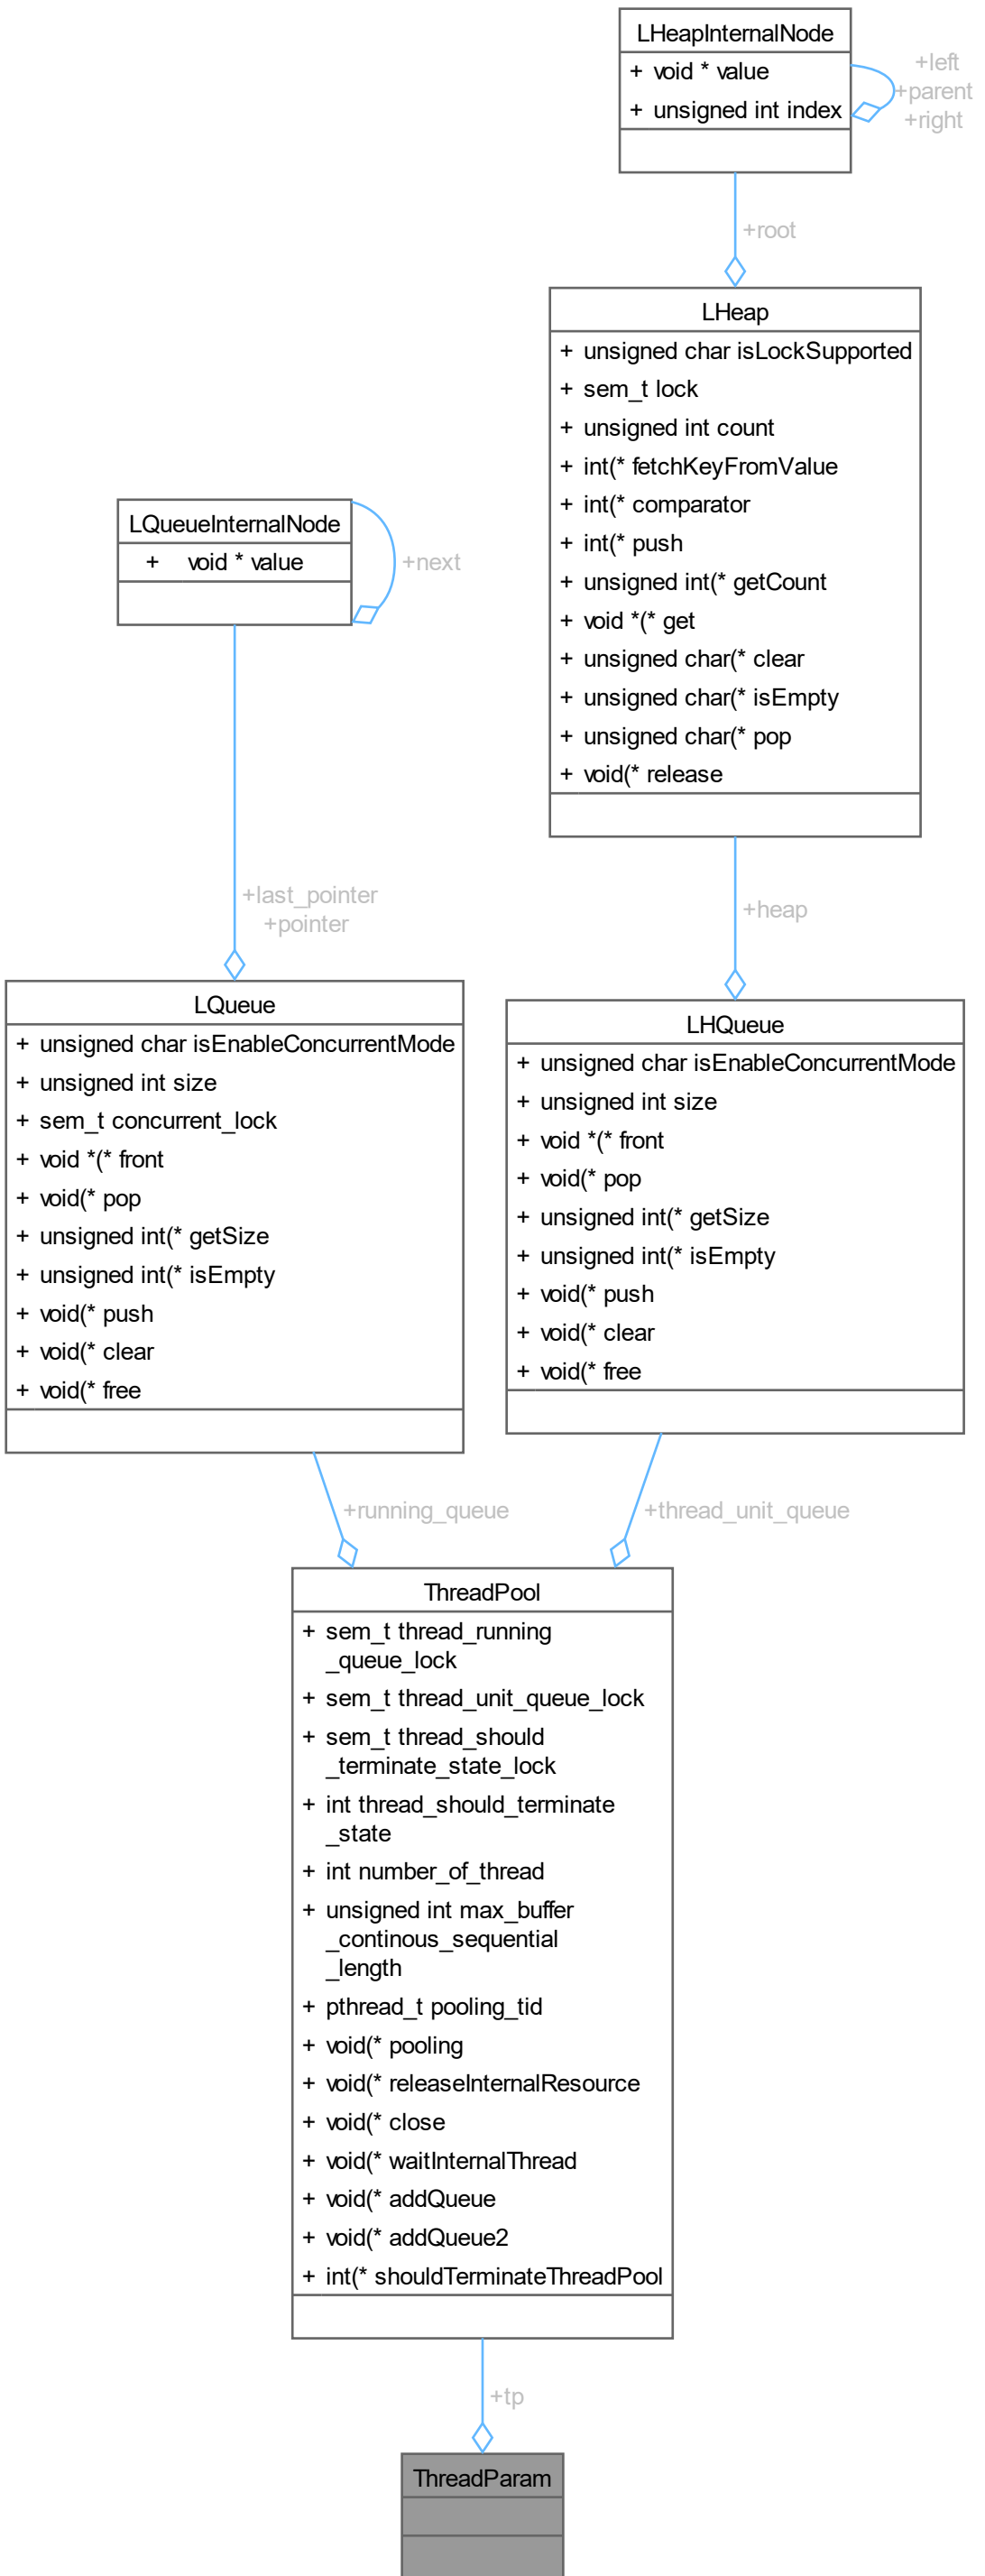 LHeapInternalNode
+ void * value
+ unsigned int index
+left
+parent
+right
+root
LHeap
+ unsigned char isLockSupported
+ sem_t lock
+ unsigned int count
+ int(* fetchKeyFromValue
+ int(* comparator
+ int(* push
+ unsigned int(* getCount
+ void *(* get
+ unsigned char(* clear
+ unsigned char(* isEmpty
+ unsigned char(* pop
+ void(* release
LQueueInternalNode
+ void * value
+next
+last_pointer
+pointer
+heap
LQueue
+ unsigned char isEnableConcurrentMode
+ unsigned int size
+ sem_t concurrent_lock
+ void *(* front
+ void(* pop
+ unsigned int(* getSize
+ unsigned int(* isEmpty
+ void(* push
+ void(* clear
+ void(* free
LHQueue
+ unsigned char isEnableConcurrentMode
+ unsigned int size
+ void *(* front
+ void(* pop
+ unsigned int(* getSize
+ unsigned int(* isEmpty
+ void(* push
+ void(* clear
+ void(* free
+running_queue
+thread_unit_queue
ThreadPool
+ sem_t thread_running
_queue_lock
+ sem_t thread_unit_queue_lock
+ sem_t thread_should
_terminate_state_lock
+ int thread_should_terminate
_state
+ int number_of_thread
+ unsigned int max_buffer
_continous_sequential
_length
+ pthread_t pooling_tid
+ void(* pooling
+ void(* releaseInternalResource
+ void(* close
+ void(* waitInternalThread
+ void(* addQueue
+ void(* addQueue2
+ int(* shouldTerminateThreadPool
+tp
ThreadParam